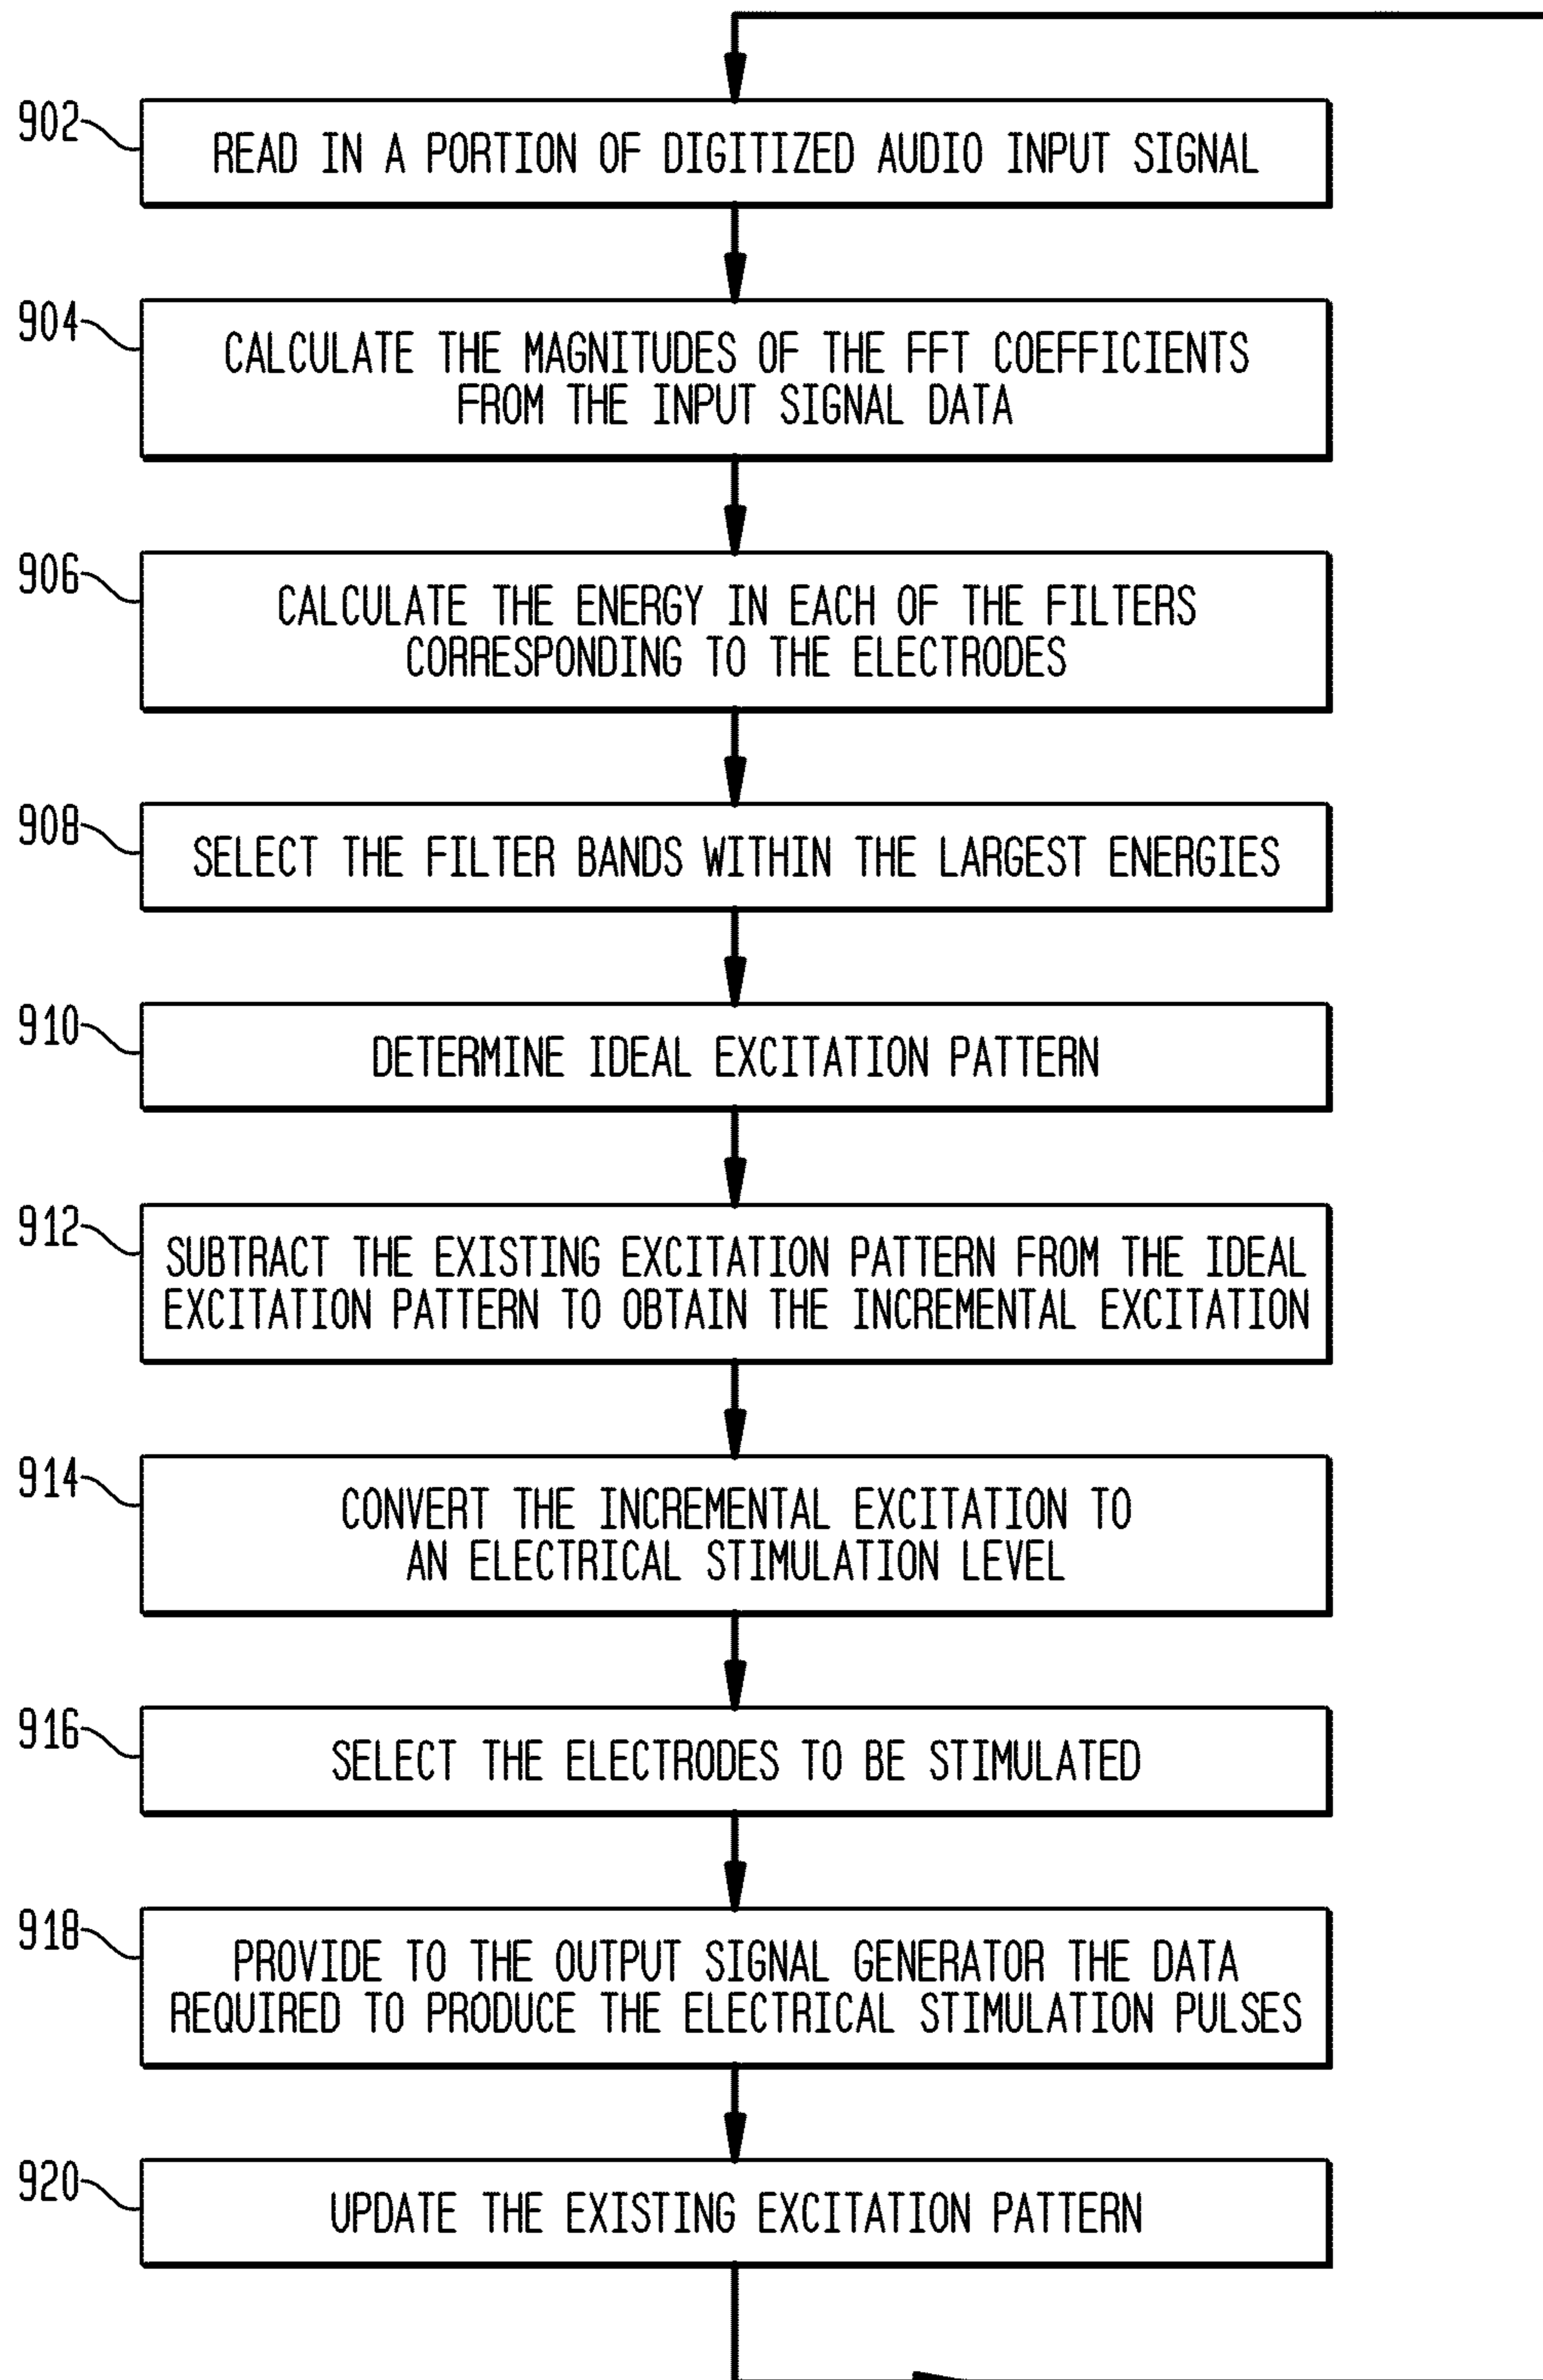 902
READ IN A PORTION OF DIGITIZED AUDIO INPUT SIGNAL
904
CALCULATE THE MAGNITUDES OF THE FFT COEFFICIENTS
FROM THE INPUT SIGNAL DATA
906
CALCULATE THE ENERGY IN EACH OF THE FILTERS
CORRESPONDING TO THE ELECTRODES
908
SELECT THE FILTER BANDS WITHIN THE LARGEST ENERGIES
910
DETERMINE IDEAL EXCITATION PATTERN
912
SUBTRACT THE EXISTING EXCITATION PATTERN FROM THE IDEAL
EXCITATION PATTERN TO OBTAIN THE INCREMENTAL EXCITATION
914
CONVERT THE INCREMENTAL EXCITATION TO
AN ELECTRICAL STIMULATION LEVEL
916
SELECT THE ELECTRODES TO BE STIMULATED
918
PROVIDE TO THE OUTPUT SIGNAL GENERATOR THE DATA
REQUIRED TO PRODUCE THE ELECTRICAL STIMULATION PULSES
920
UPDATE THE EXISTING EXCITATION PATTERN